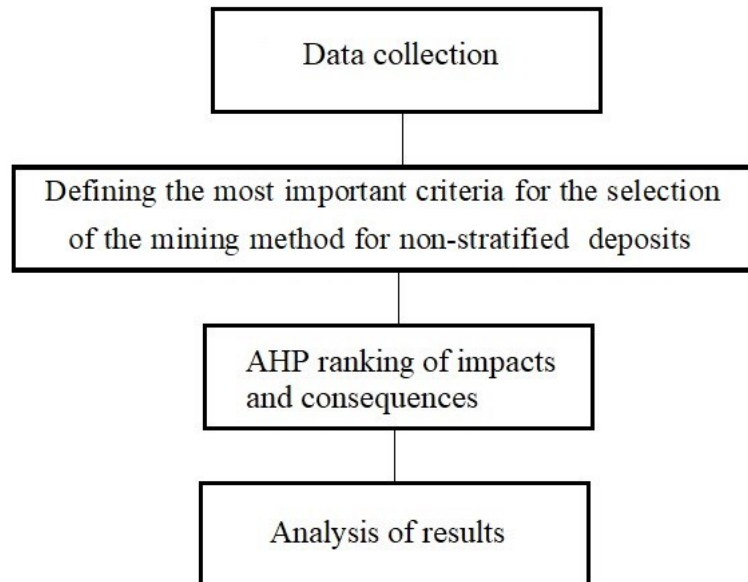 Data collection
Defining the most important criteria for the selection
of the mining method for non-stratified deposits
AHP ranking of impacts
and consequences
Analysis of results